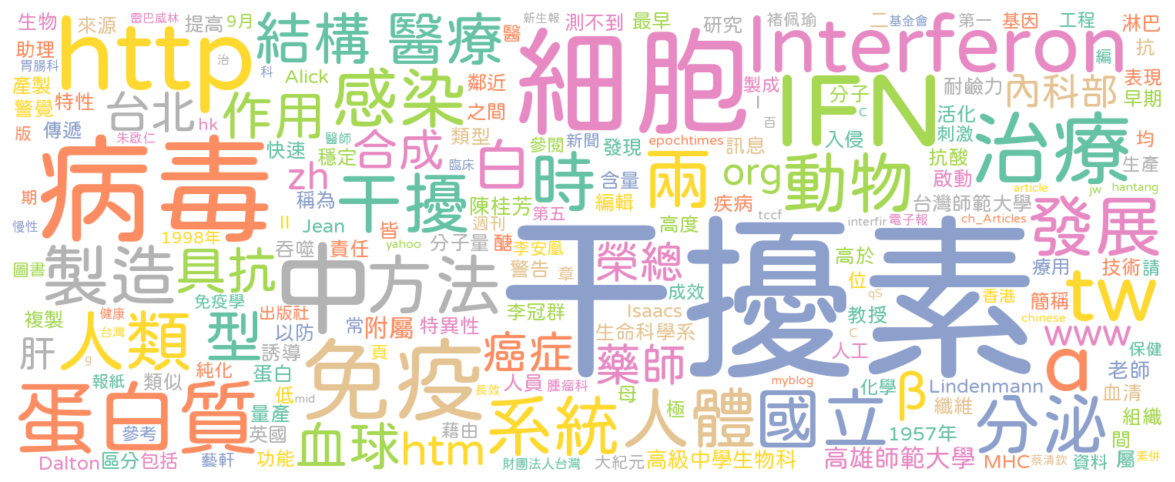 生物 雷巴威林 來源 提高 9月 結構 醫療 新生報 測不到 最早 褚佩瑜 二 基金會 第一 基因 工程 淋巴
助理 胃腸科 http 治 醫 細胞 研究 Interferon 編 抗
產製 科 Alick 感染 鄰近 製成 IFN 分子 c 耐鹼力 內科部 表現
警覺 特性 台北 作用 之間 l 早期
版 傳遞 hk 朱啟仁 醫師 類型 參閱 新聞 發現 epochtimes 百 訊息 入侵 活化 刺激 治療 均
病毒 快速 穩定 合成 白 時 兩 org 動物 抗酸 啟動 生產
期 zh 干擾 稱為 臨床 含量 編輯 疾病 台灣師範大學 article jw hantang
慢性 1998年 II Jean 皆 陳桂芳 第五 週刊 高度 tccf interfir 電子報 ch_Articles 發展
吞噬 yahoo 責任 分子量 醣 李安凰 榮總 干擾素 高於 療用 技術 請
圖書 製造 具抗 中 方法 警告 章 成效 位 qS 香港 簡稱 tw
免疫學 李冠群 Isaacs 教授 chinese
複製 健康 台灣 出版社 以防 常 附屬 特異性 生命科學系 C www
肝 人類 g 型 誘導 免疫 癌症 藥師 人工 a 保健
純化 頁 老師
報紙 類似 蛋白 長效 人員 腫瘤科 母 myblog 化學 Lindenmann 血清
蛋白質 量產 低 mid 系統 極 人體 國立 β 纖維 分泌 組織
參考 英國 血球 htm 藉由 1957年 間
Dalton 區分 包括 藝軒 功能 財團法人台灣 大紀元 高級中學生物科 高雄師範大學 MHC 蔡清欽 資料 屬 素併